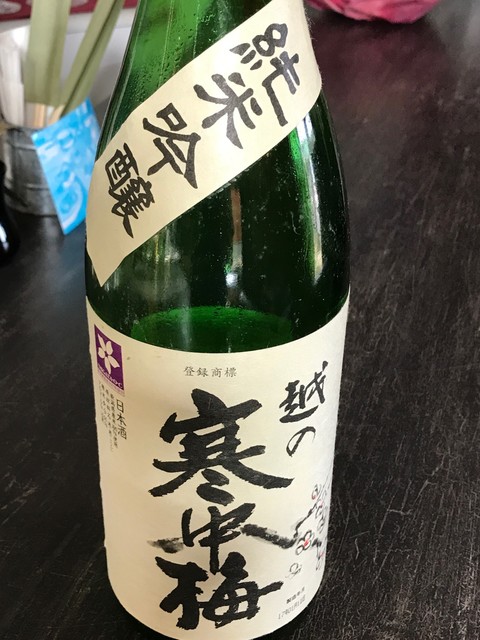 純米吟醸
登録商標
越の
寒中梅
日本酒